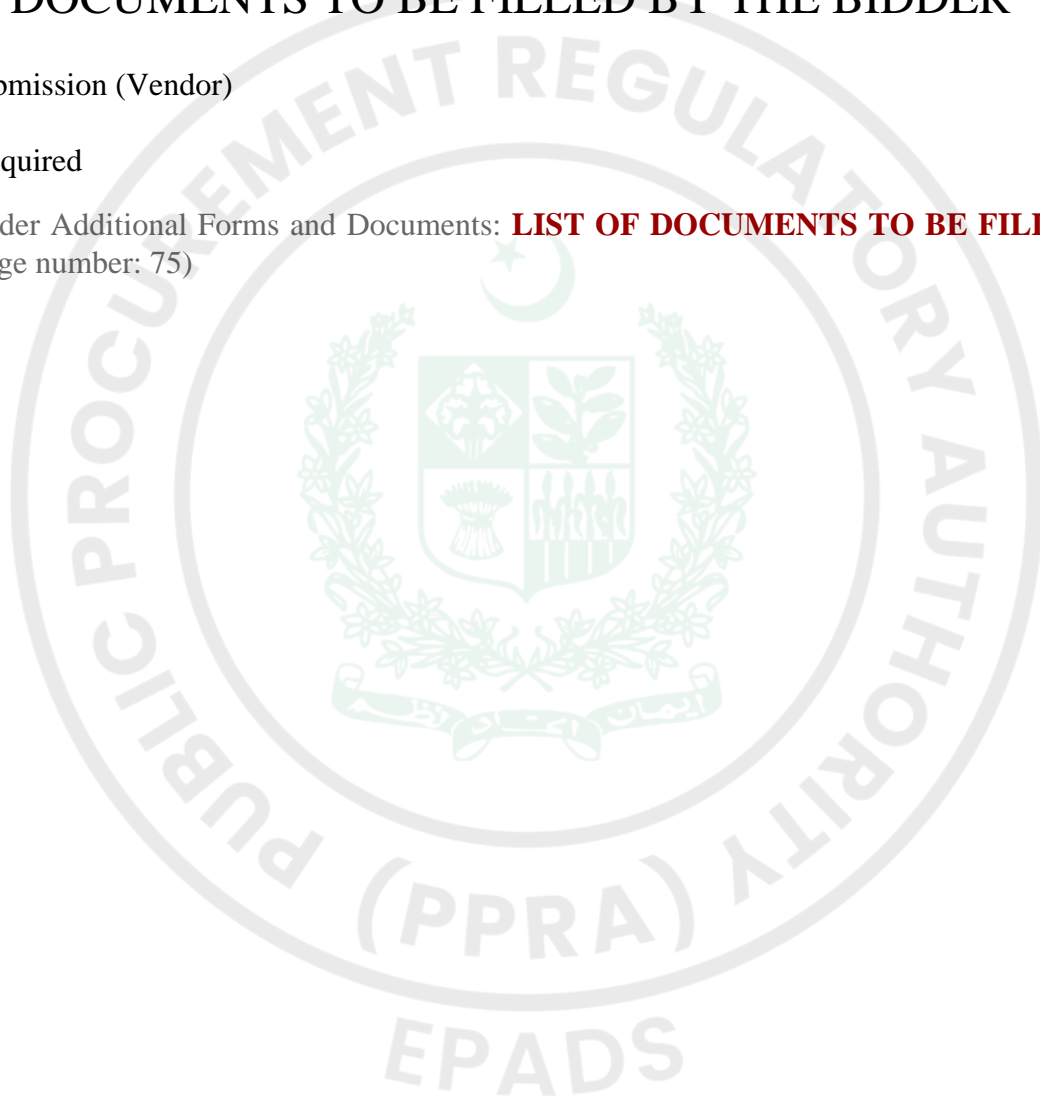 DOCUMENTS TO BE FILLED BY THE BIDDER
omission (Vendor)
quired
der Additional Forms and Documents: LIST OF DOCUMENTS TO BE FILL
ge number: 75)
PUBLIC PROCUREMENT REGULATORY AUTHORITY
(PPRA)
EPADS